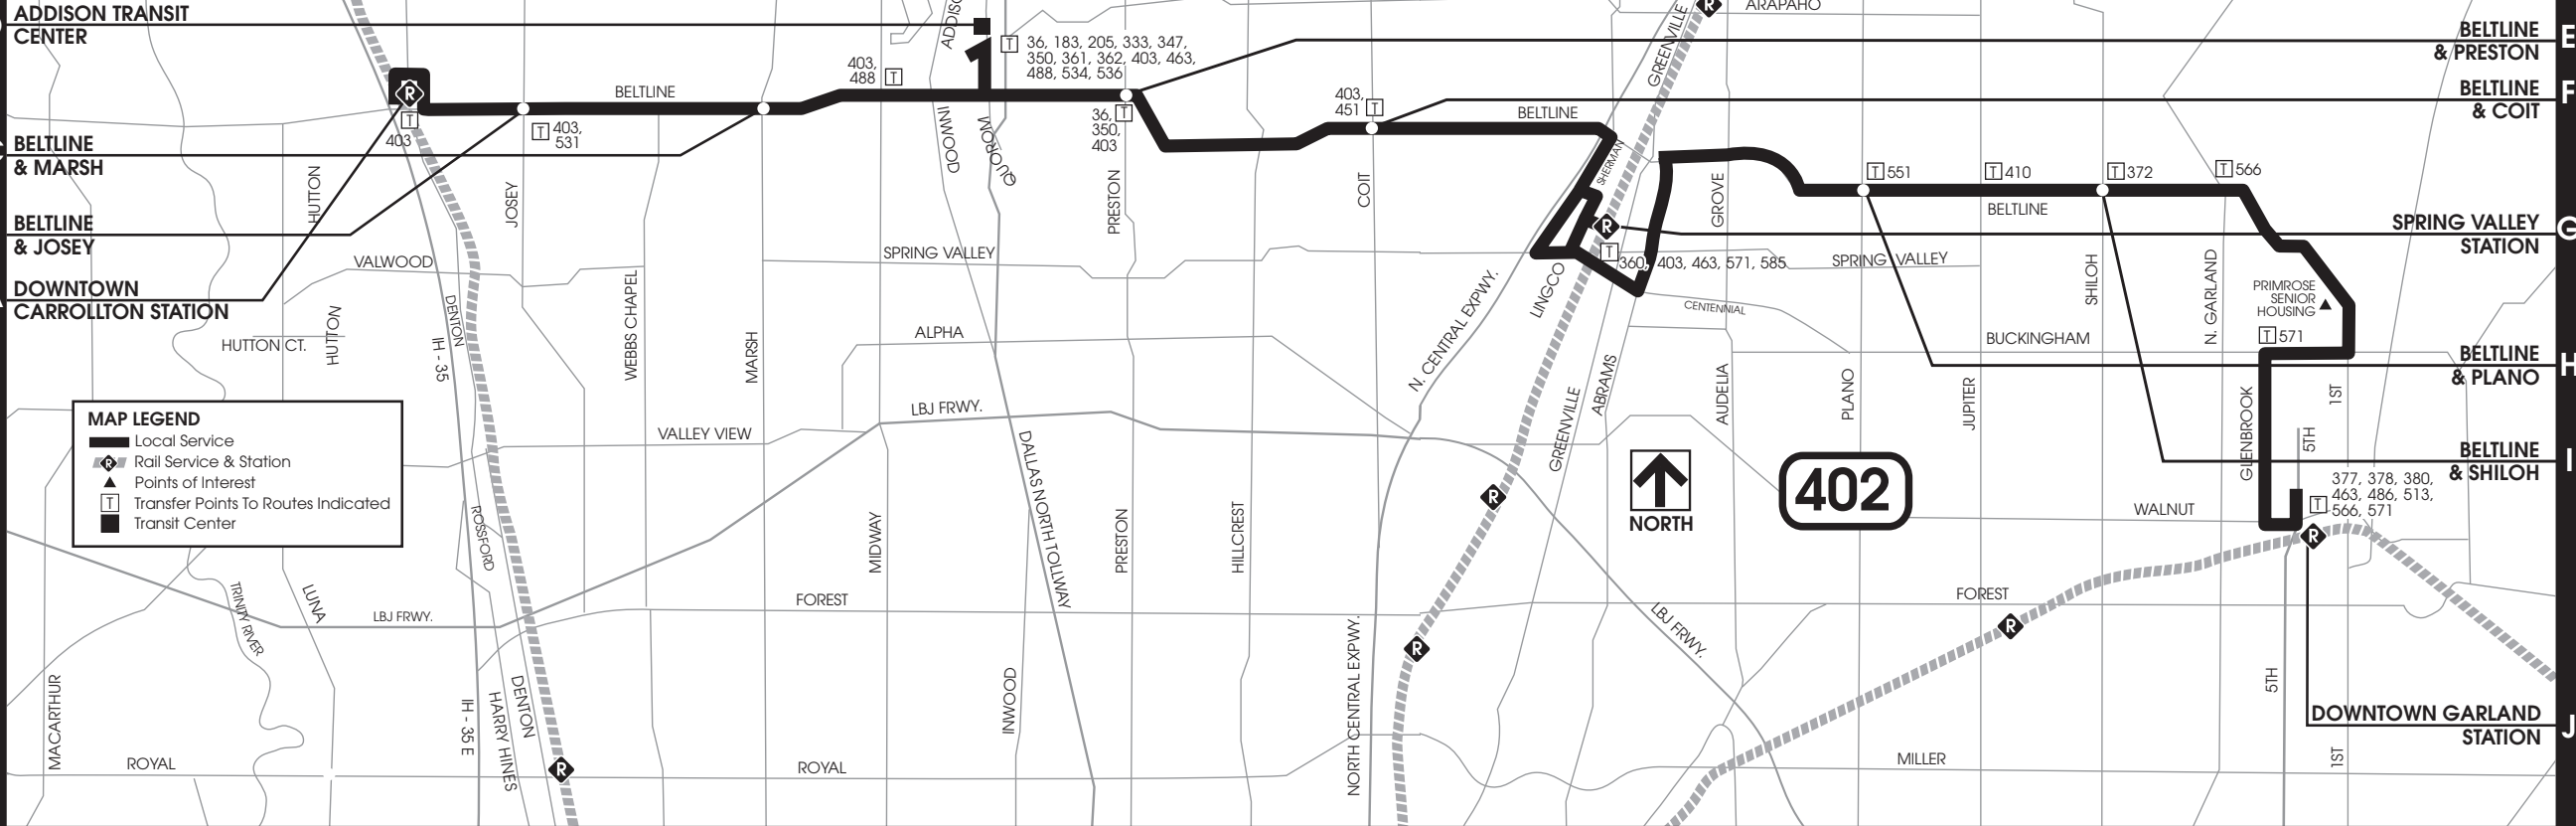 ADDISON TRANSIT
CENTER
BELTLINE
& MARSH
BELTLINE
& JOSEY
DOWNTOWN
CARROLLTON STATION
R
T
403
BELTLINE
T 403,
531
403,
488 T
1
T 36, 183, 205, 333, 347,
350, 361, 362, 403, 463,
488, 534, 536
36, T
350,
403
403,
451 T
BELTLINE
GREENVILLE
R
ARAPAHO
BELTLINE
& PRESTON
E
BELTLINE
& COIT
F
SPRING VALLEY
STATION
G
BELTLINE
& PLANO
H
BELTLINE
& SHILOH
I
DOWNTOWN GARLAND
STATION
J
HUTTON
JOSEY
INWOOD
QUORUM
PRESTON
COIT
SHERMAN
GROVE
T 551
T 410
T 372
T 566
BELTLINE
R
T
360, 403, 463, 571, 585
SPRING VALLEY
VALWOOD
SPRING VALLEY
LINGCO
CENTENNIAL
SHILOH
N. GARLAND
PRIMROSE
SENIOR
HOUSING
T 571
BUCKINGHAM
HUTTON CT.
HUTTON
DENTON
IH - 35
WEBBS CHAPEL
MARSH
ALPHA
N. CENTRAL EXPWY.
GREENVILLE
ABRAMS
AUDELIA
PLANO
JUPITER
GLENBROOK
1ST
5TH
LBJ FRWY.
VALLEY VIEW
DALLAS NORTH TOLLWAY
MAP LEGEND
Local Service
R Rail Service & Station
Points of Interest
T Transfer Points To Routes Indicated
Transit Center
R
NORTH
402
WALNUT
T 377, 378, 380,
463, 486, 513,
566, 571
R
ROSSFORD
MIDWAY
PRESTON
HILLCREST
TRINITY RIVER
LUNA
LBJ FRWY.
FOREST
FOREST
LBJ FRWY.
R
R
MACARTHUR
IH - 35 E
HARRY HINES
DENTON
INWOOD
NORTH CENTRAL EXPWY.
5TH
1ST
ROYAL
R
ROYAL
MILLER